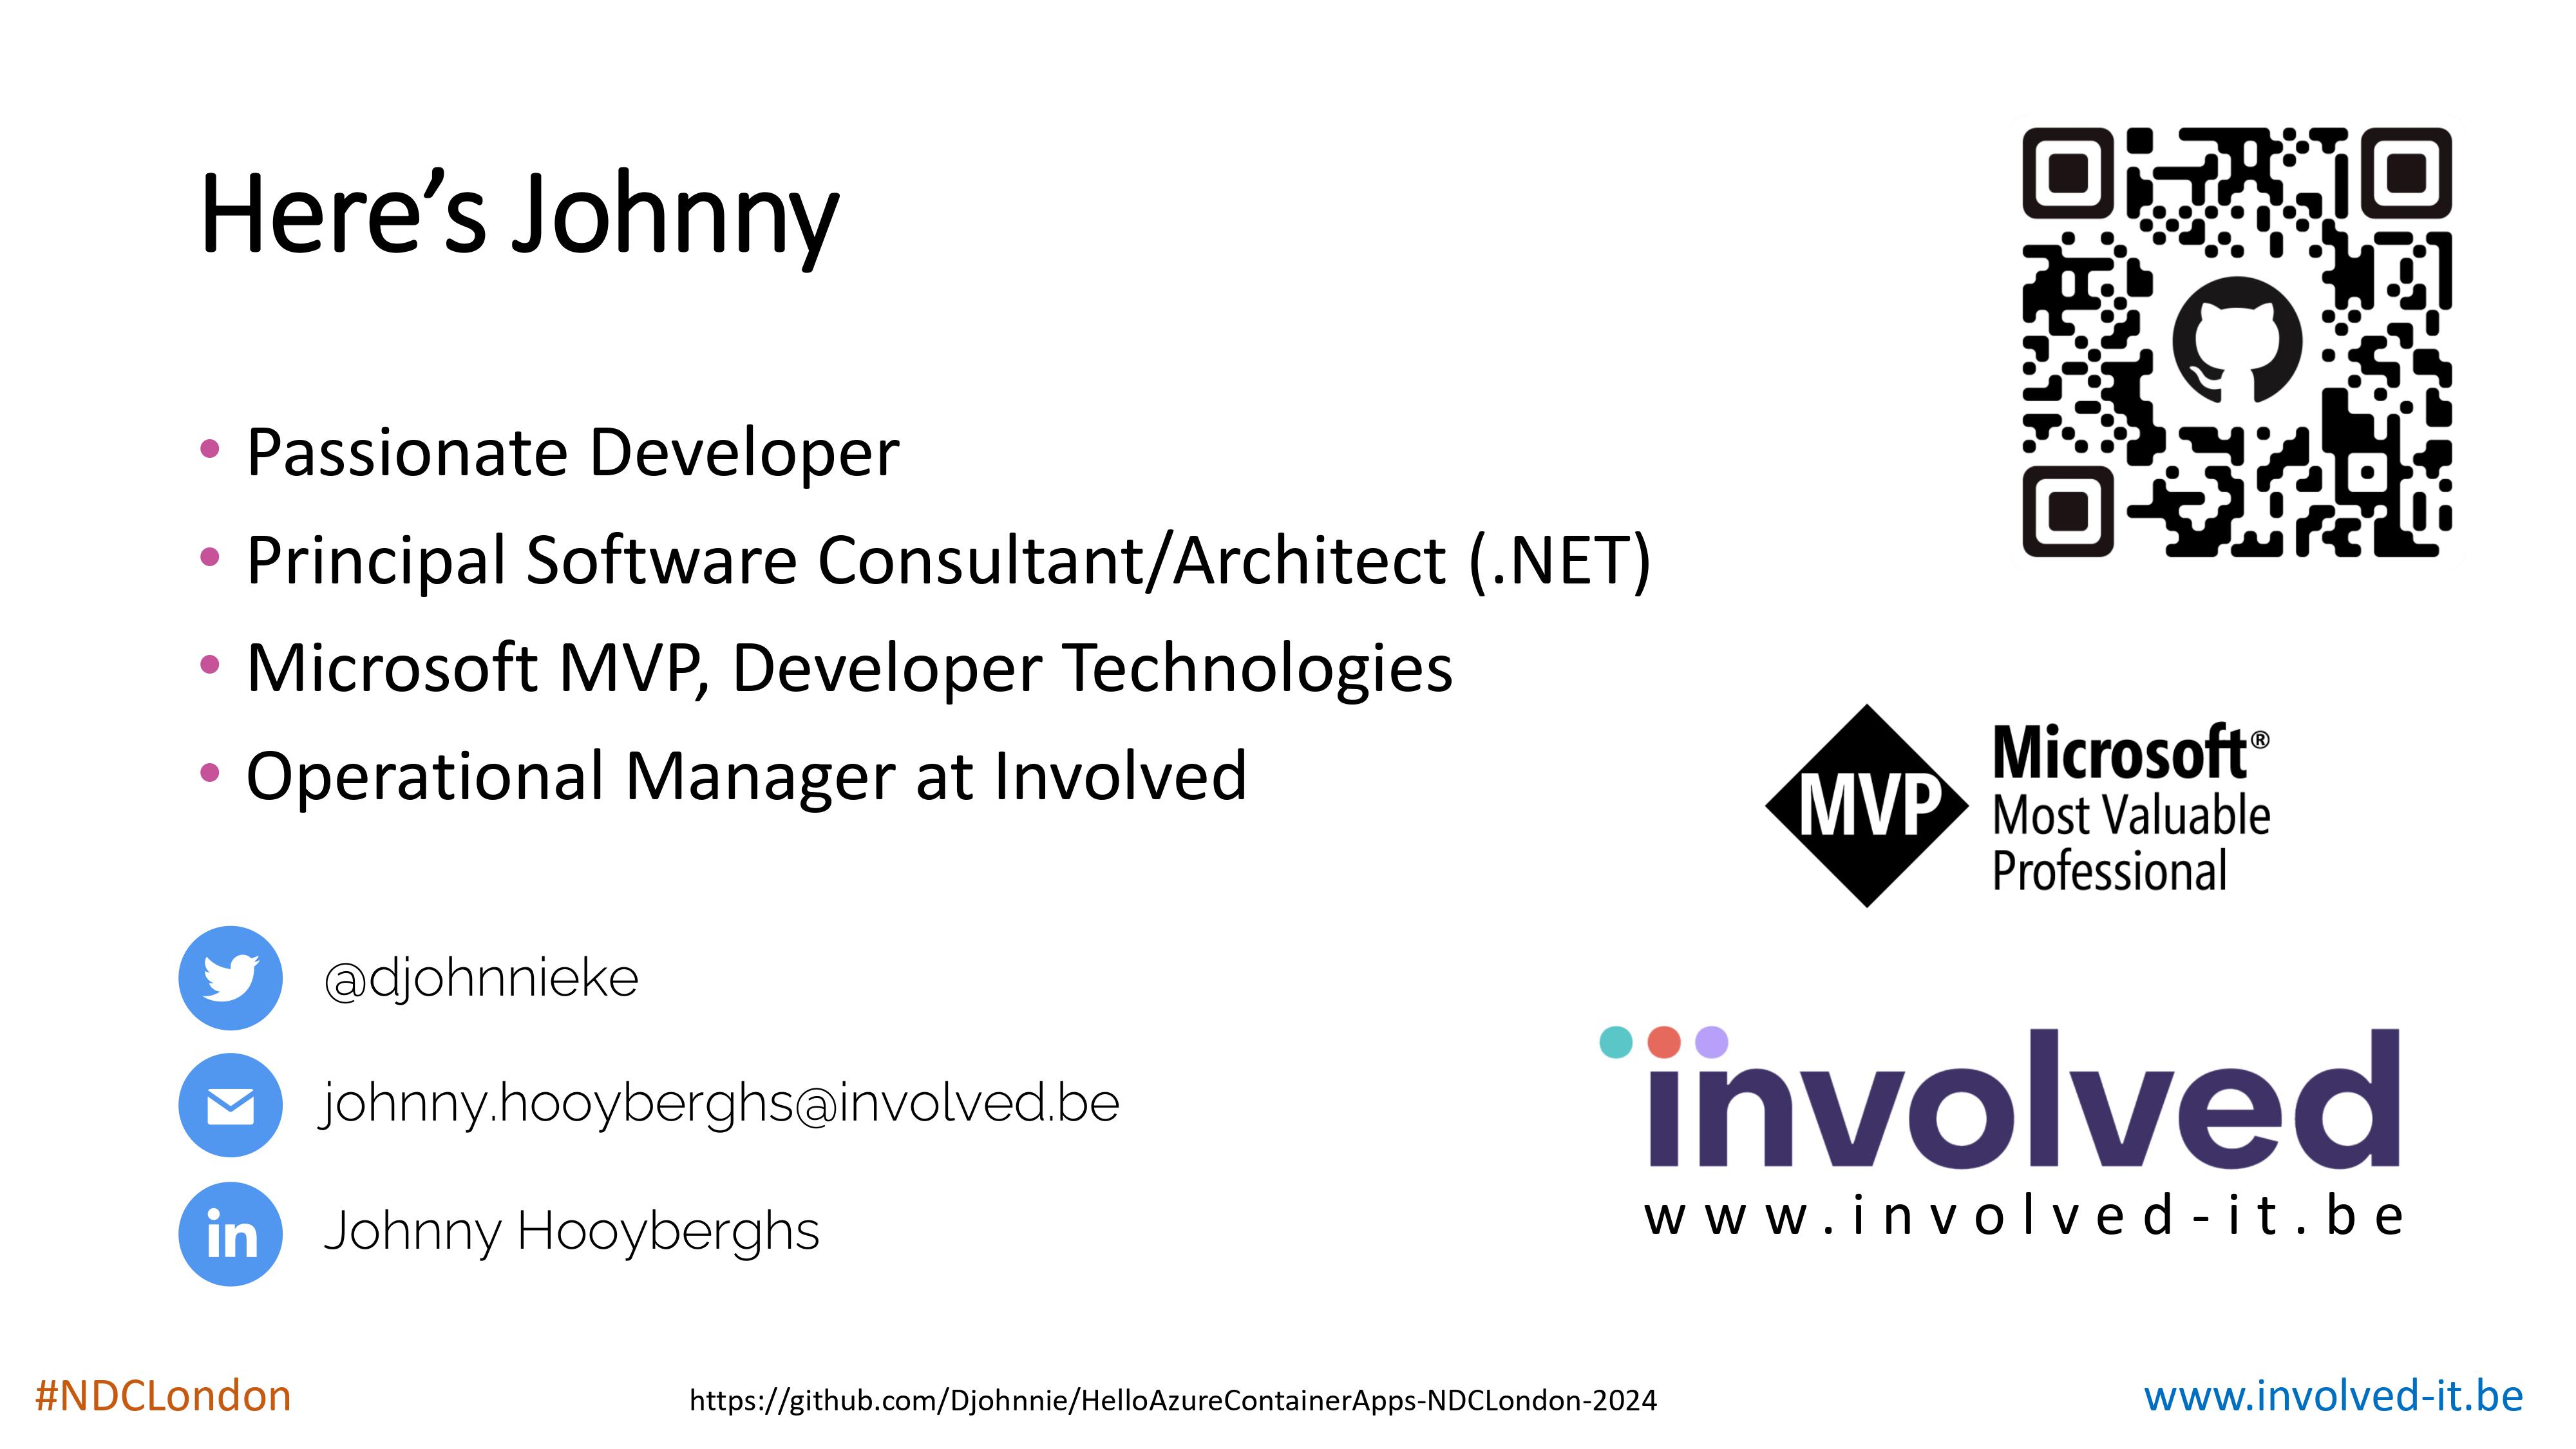 Here’s Johnny
• Passionate Developer
• Principal Software Consultant/Architect (.NET)
• Microsoft MVP, Developer Technologies
• Operational Manager at Involved
MVP
Microsoft®
Most Valuable
Professional
@djohnnieke
johnny.hooyberghs@involved.be
in
Johnny Hooyberghs
involved
www.involved-it.be
#NDCLondon
https://github.com/Djohnnie/HelloAzureContainerApps-NDCLondon-2024
www.involved-it.be